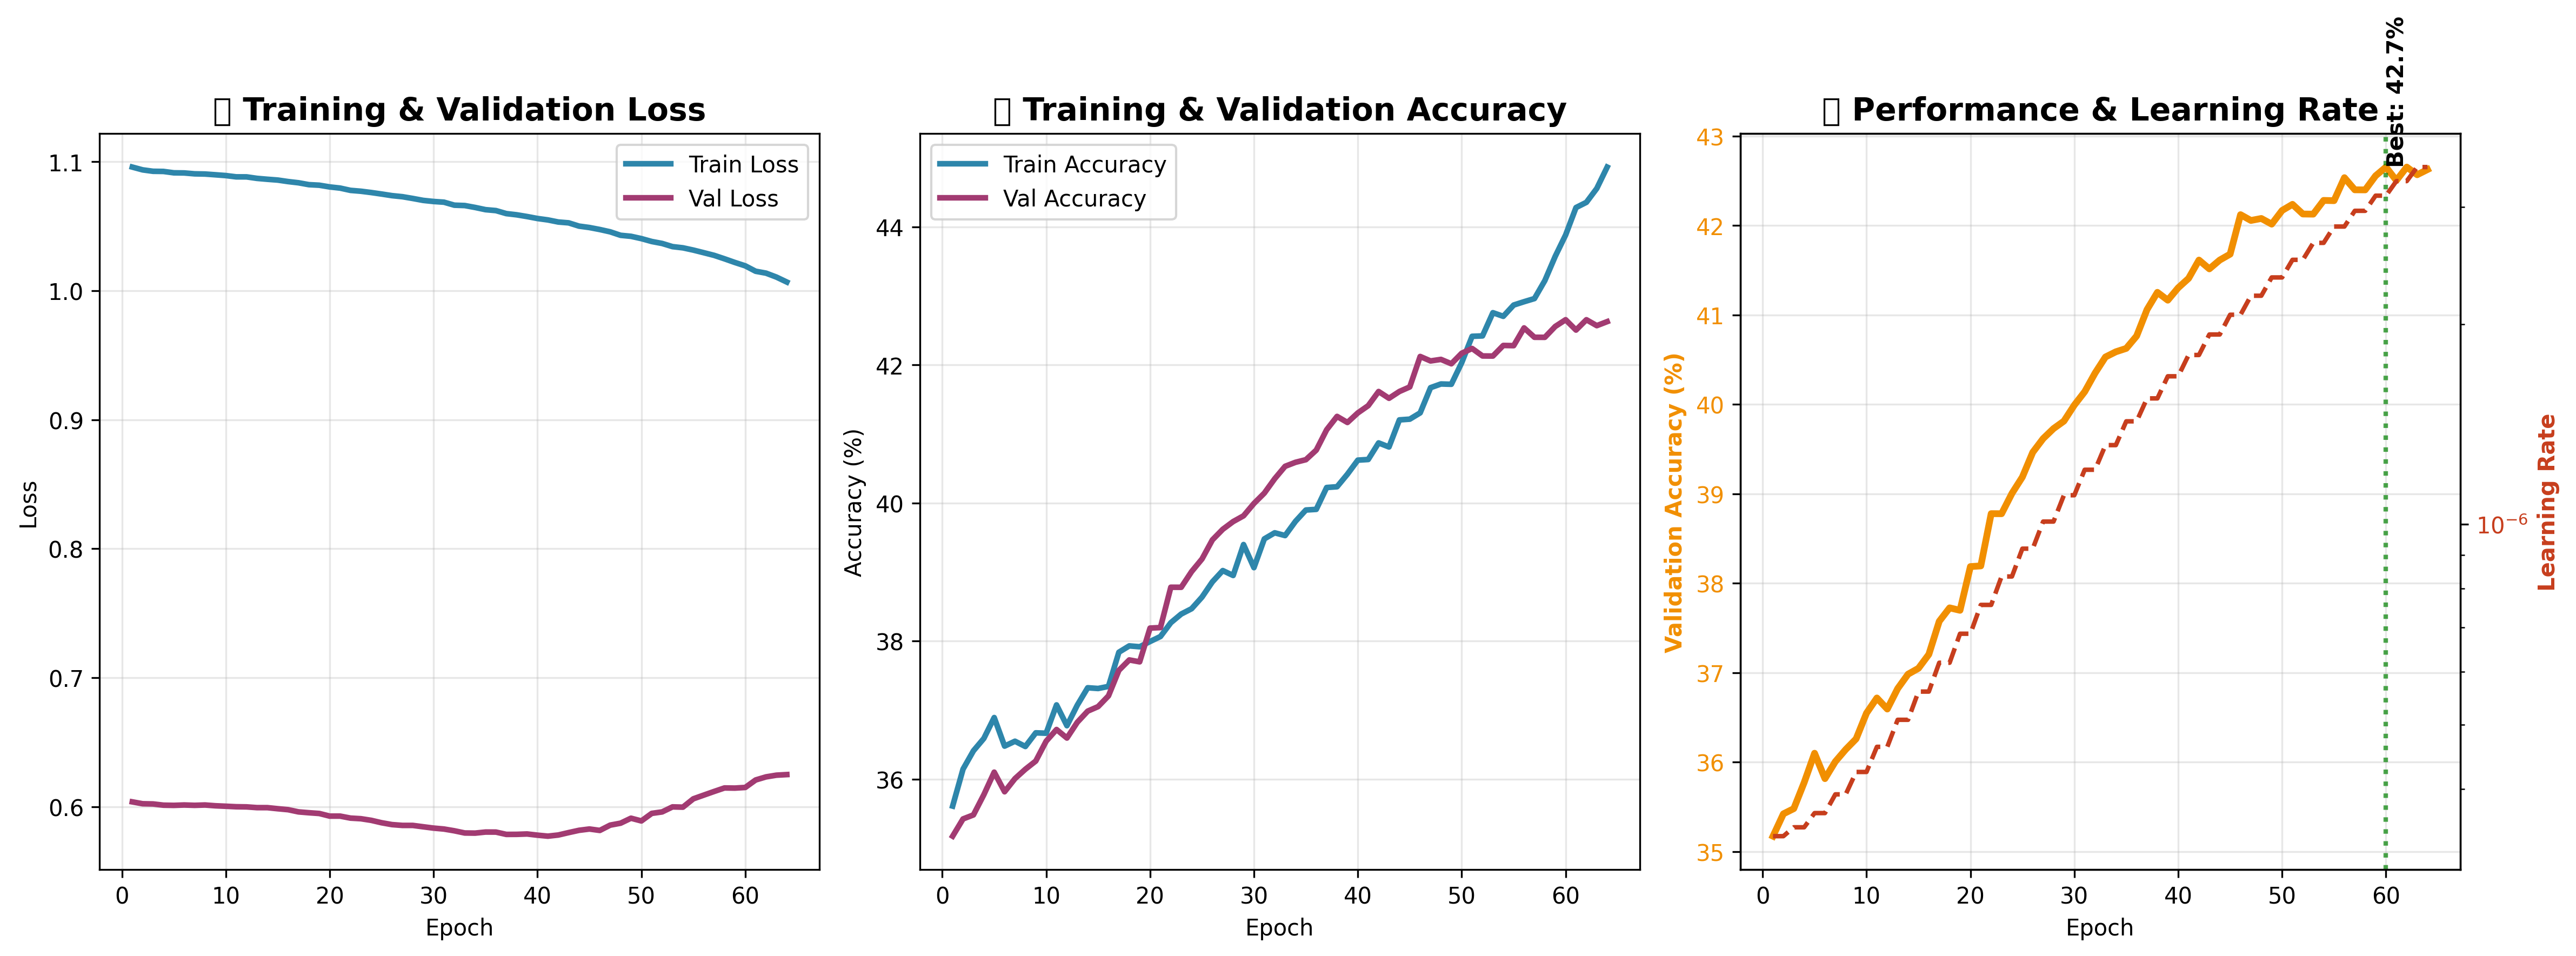 Best: 42.7%
▯ Training & Validation Loss
1.1
1.0
0.9
0.8
0.7
0.6
Loss
Train Loss
Val Loss
0 10 20 30 40 50 60
Epoch
▯ Training & Validation Accuracy
44
42
40
38
36
Accuracy (%)
Train Accuracy
Val Accuracy
0 10 20 30 40 50 60
Epoch
▯ Performance & Learning Rate
43
42
41
40
39
38
37
36
35
Validation Accuracy (%)
10⁻⁶
Learning Rate
0 10 20 30 40 50 60
Epoch